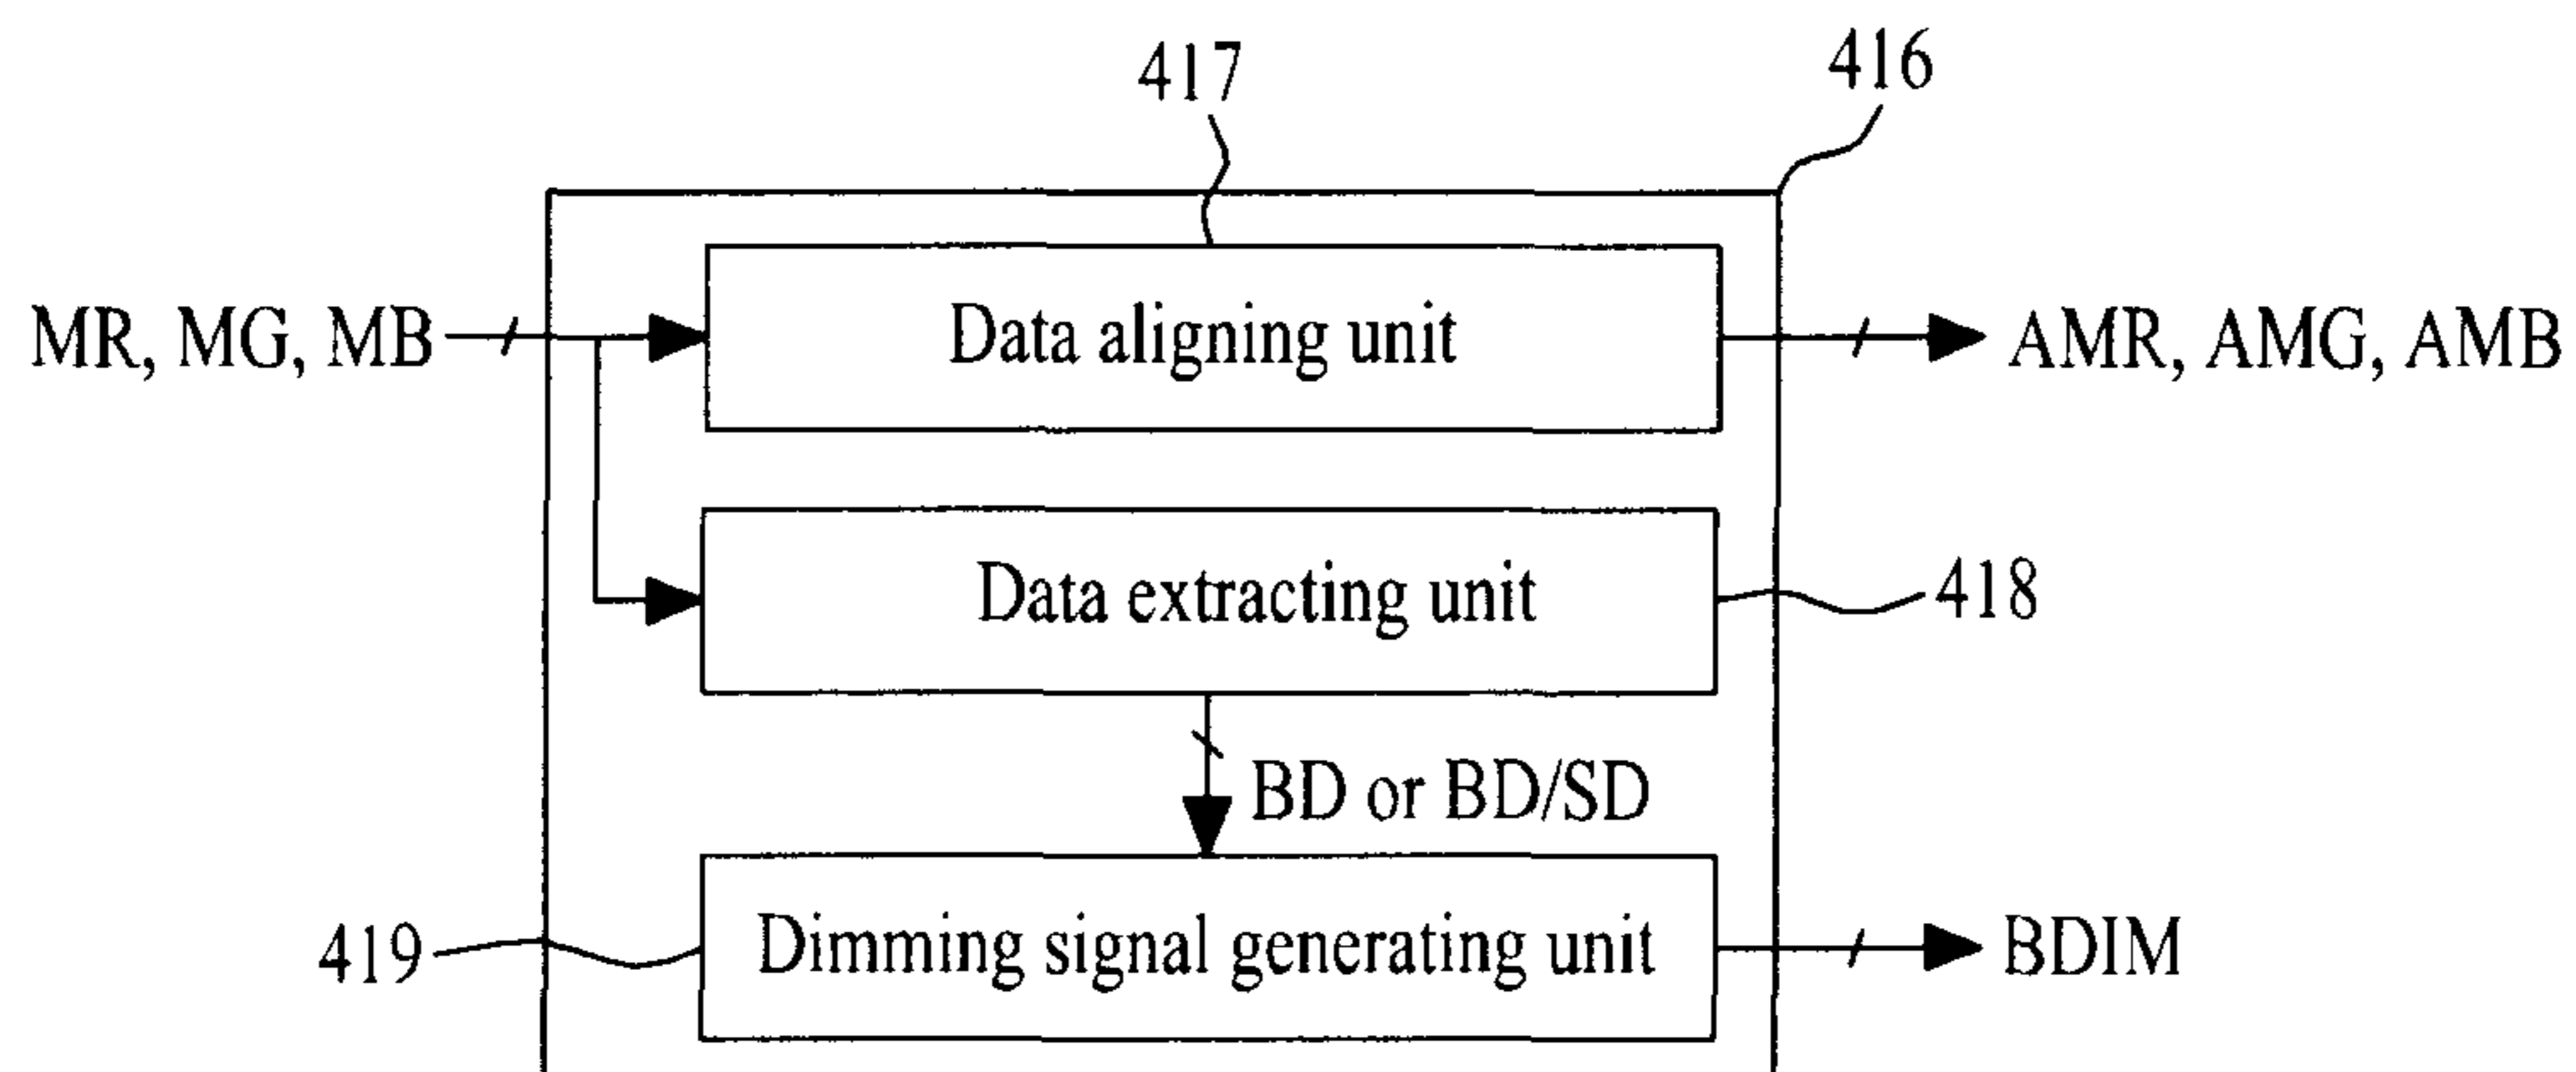 417
416
MR, MG, MB
Data aligning unit
AMR, AMG, AMB
Data extracting unit
418
BD or BD/SD
419
Dimming signal generating unit
BDIM